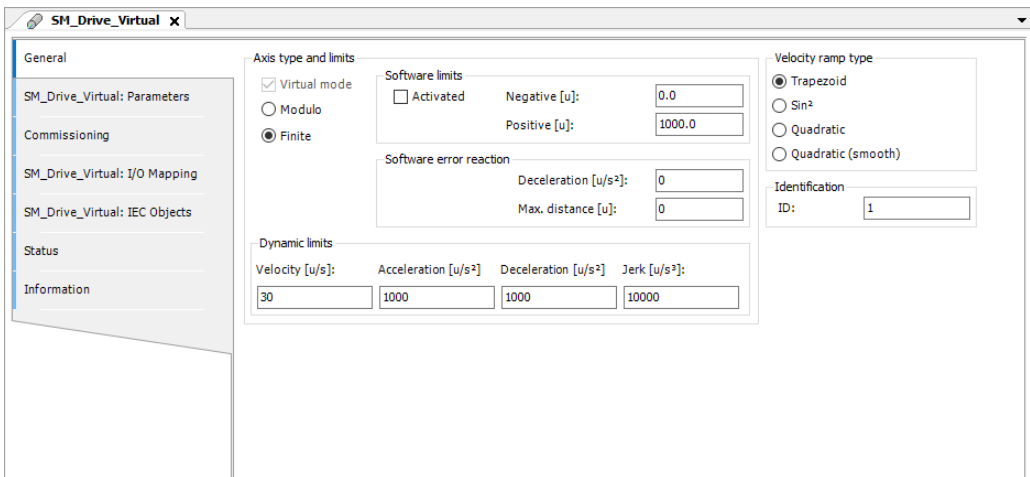 SM_Drive_Virtual
General
SM_Drive_Virtual: Parameters
Commissioning
SM_Drive_Virtual: I/O Mapping
SM_Drive_Virtual: IEC Objects
Status
Information
Axis type and limits
Virtual mode
Modulo
Finite
Software limits
Activated
Negative [u]: 0.0
Positive [u]: 1000.0
Software error reaction
Deceleration [u/s²]: 0
Max. distance [u]: 0
Dynamic limits
Velocity [u/s]: Acceleration [u/s²] Deceleration [u/s²] Jerk [u/s³]:
30 1000 1000 10000
Velocity ramp type
Trapezoid
Sin²
Quadratic
Quadratic (smooth)
Identification
ID: 1